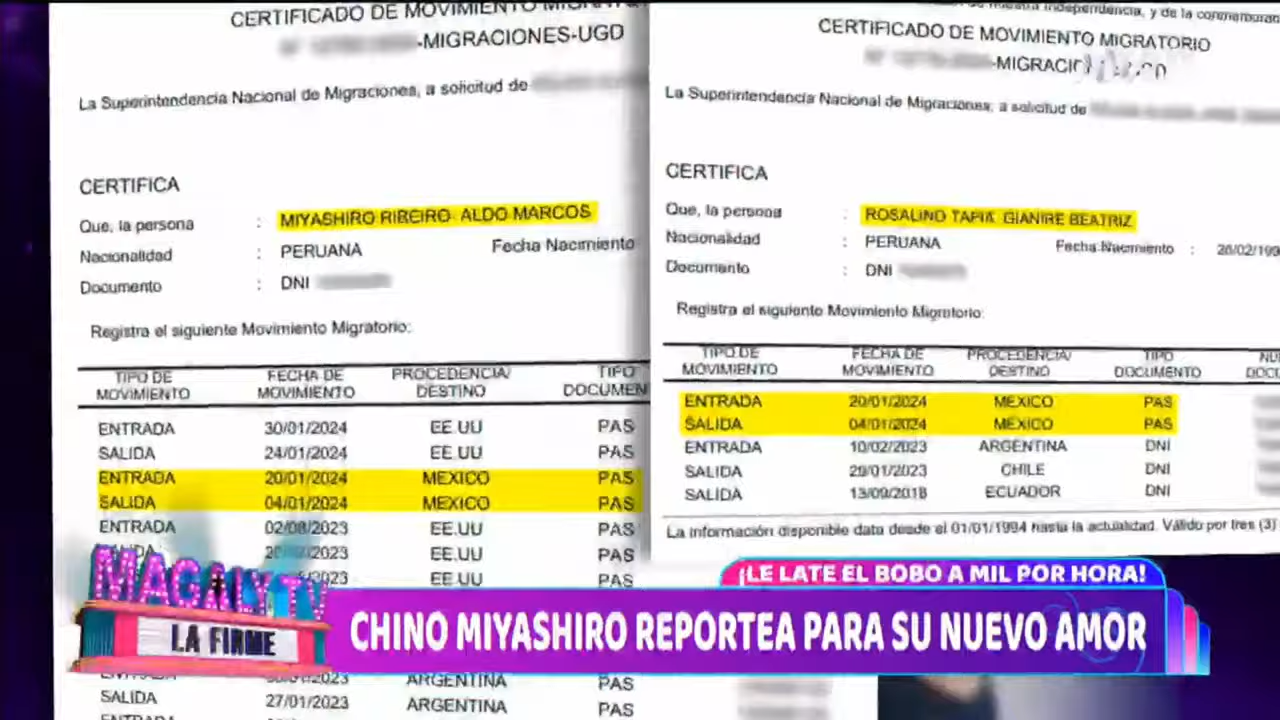 CERTIFICADO DE MOVIMIENTO
-MIGRACIONES-UGD
La Superintendencia Nacional de Migraciones, a solicitud de
CERTIFICA
Que, la persona : MIYASHIRO RIBEIRO ALDO MARCOS
Nacionalidad : PERUANA Fecha Nacimiento
Documento : DNI
Registra el siguiente Movimiento Migratorio:
TIPO DE MOVIMIENTO FECHA DE MOVIMIENTO PROCEDENCIA/ DESTINO TIPO
ENTRADA 30/01/2024 EE.UU PAS
SALIDA 24/01/2024 EE.UU PAS
ENTRADA 20/01/2024 MEXICO PAS
SALIDA 04/01/2024 MEXICO PAS
ENTRADA 02/08/2023 EE.UU PAS
2023 EE.UU PAS
2023 EE.UU PAS
ARGENTINA PAS
SALIDA 27/01/2023 ARGENTINA PAS
independencia, y de la
CERTIFICADO DE MOVIMIENTO MIGRATORIO
La Superintendencia Nacional de Migraciones, a solicitud de
CERTIFICA
Que, la persona : ROSALINO TAPIA GIANIRE BEATRIZ
Nacionalidad : PERUANA Fecha Nacimiento :
Documento : DNI
Registra el siguiente Movimiento Migratorio:
TIPO DE MOVIMIENTO FECHA DE MOVIMIENTO PROCEDENCIA/ DESTINO TIPO DOCUMENTO
ENTRADA 20/01/2024 MEXICO PAS
SALIDA 04/01/2024 MEXICO PAS
ENTRADA 10/02/2023 ARGENTINA DNI
SALIDA 29/01/2023 CHILE DNI
SALIDA 13/09/2018 ECUADOR DNI
La información disponible data desde el 01/01/1994 hasta la actualidad. Válido por tres (3)
MAGALY TV
LA FIRME
¡LE LATE EL BOBO A MIL POR HORA!
CHINO MIYASHIRO REPORTEA PARA SU NUEVO AMOR